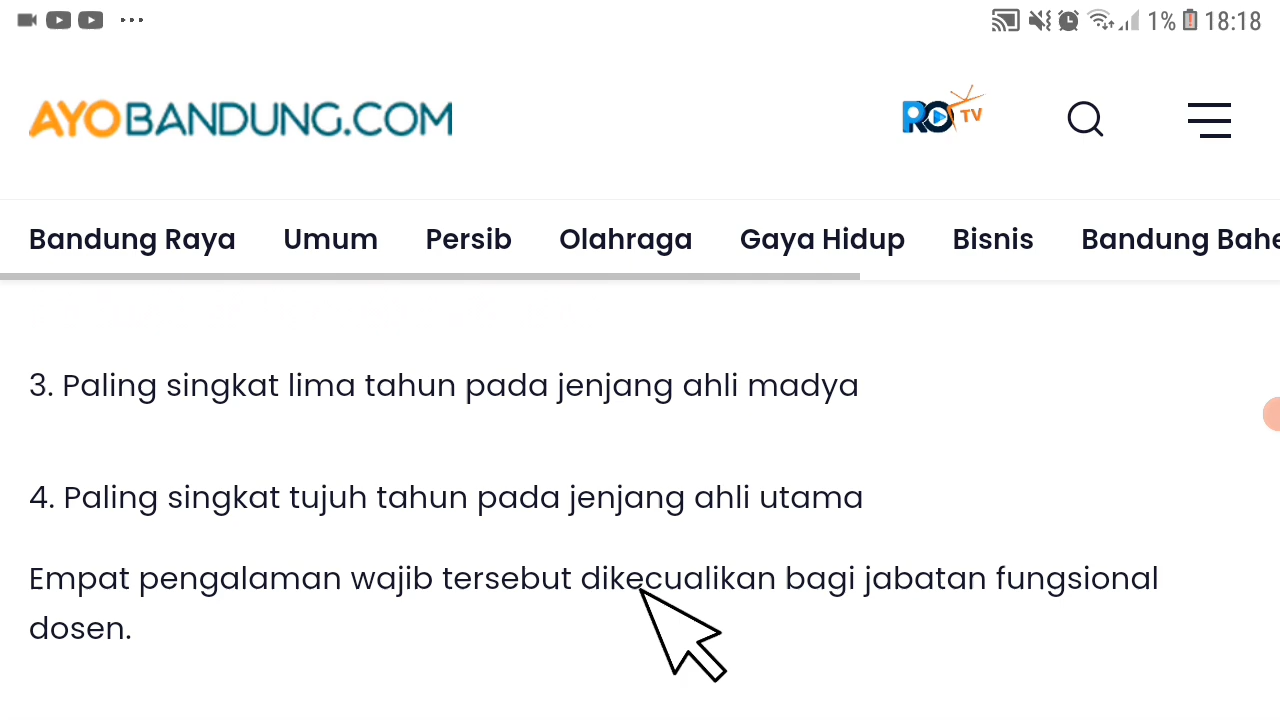 1% 18:18
AYOBANDUNG.COM
RO TV
Bandung Raya Umum Persib Olahraga Gaya Hidup Bisnis Bandung Bahe
3. Paling singkat lima tahun pada jenjang ahli madya
4. Paling singkat tujuh tahun pada jenjang ahli utama
Empat pengalaman wajib tersebut dikecualikan bagi jabatan fungsional
dosen.